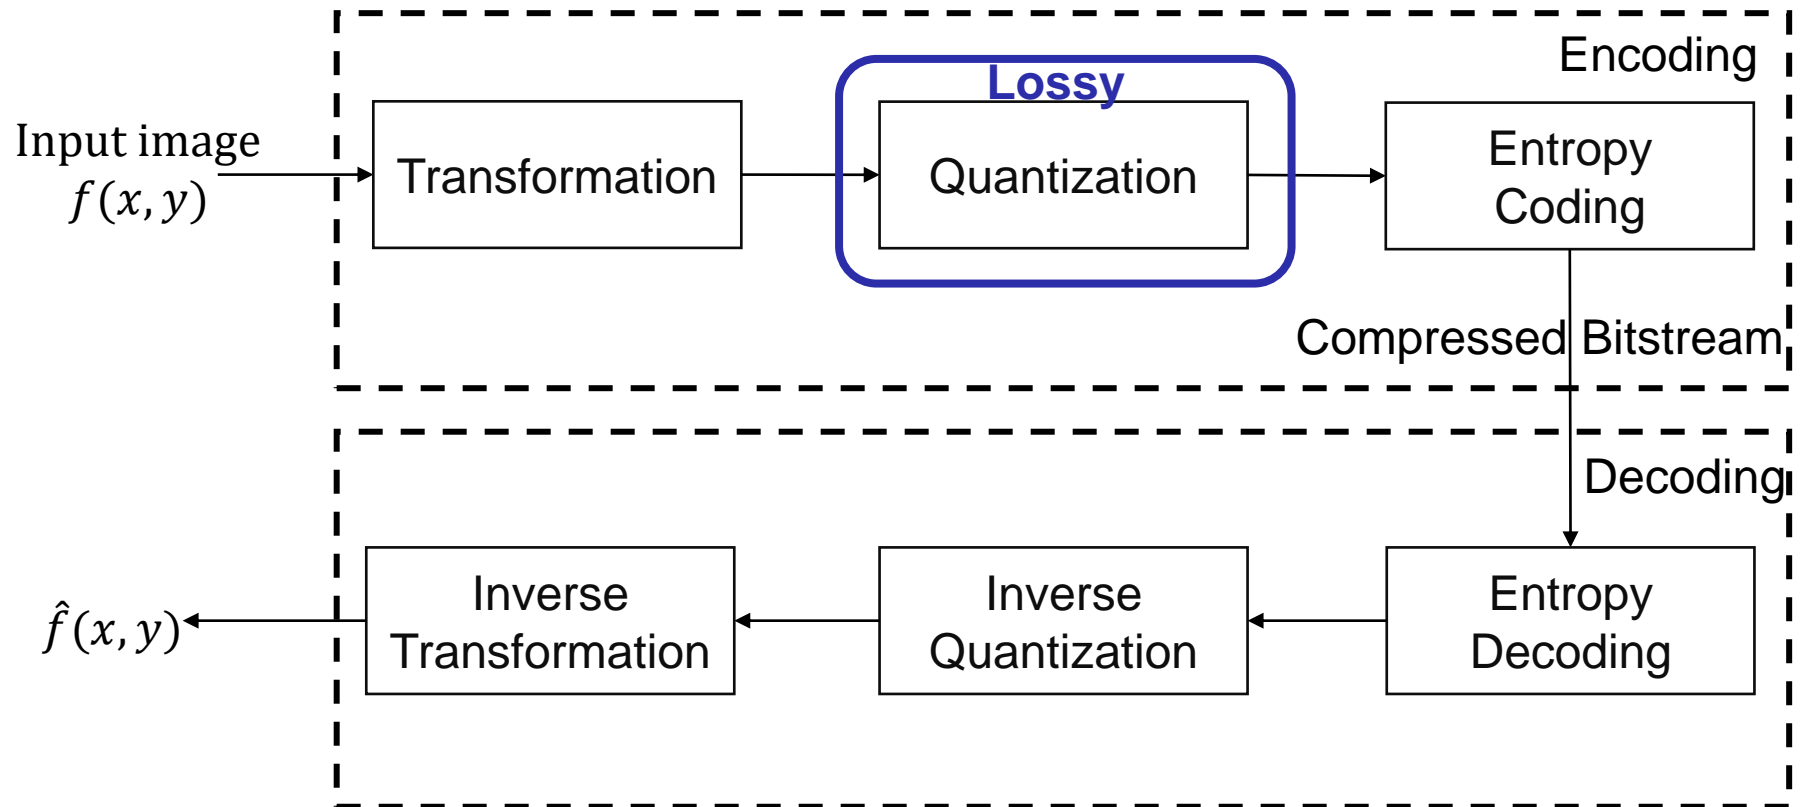 Encoding
Lossy
Input image
f(x, y)
Transformation
Quantization
Entropy
Coding
Compressed Bitstream
Decoding
f̂(x, y)
Inverse
Transformation
Inverse
Quantization
Entropy
Decoding